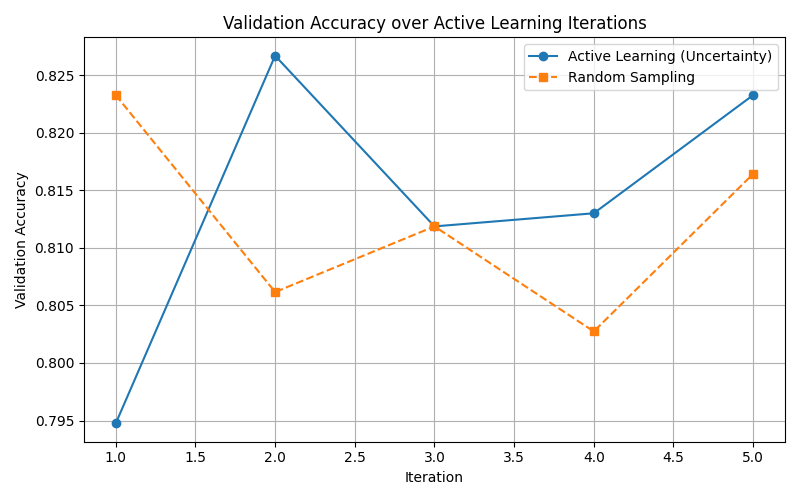 Validation Accuracy over Active Learning Iterations
Active Learning (Uncertainty)
Random Sampling
Validation Accuracy
0.825
0.820
0.815
0.810
0.805
0.800
0.795
1.0 1.5 2.0 2.5 3.0 3.5 4.0 4.5 5.0
Iteration